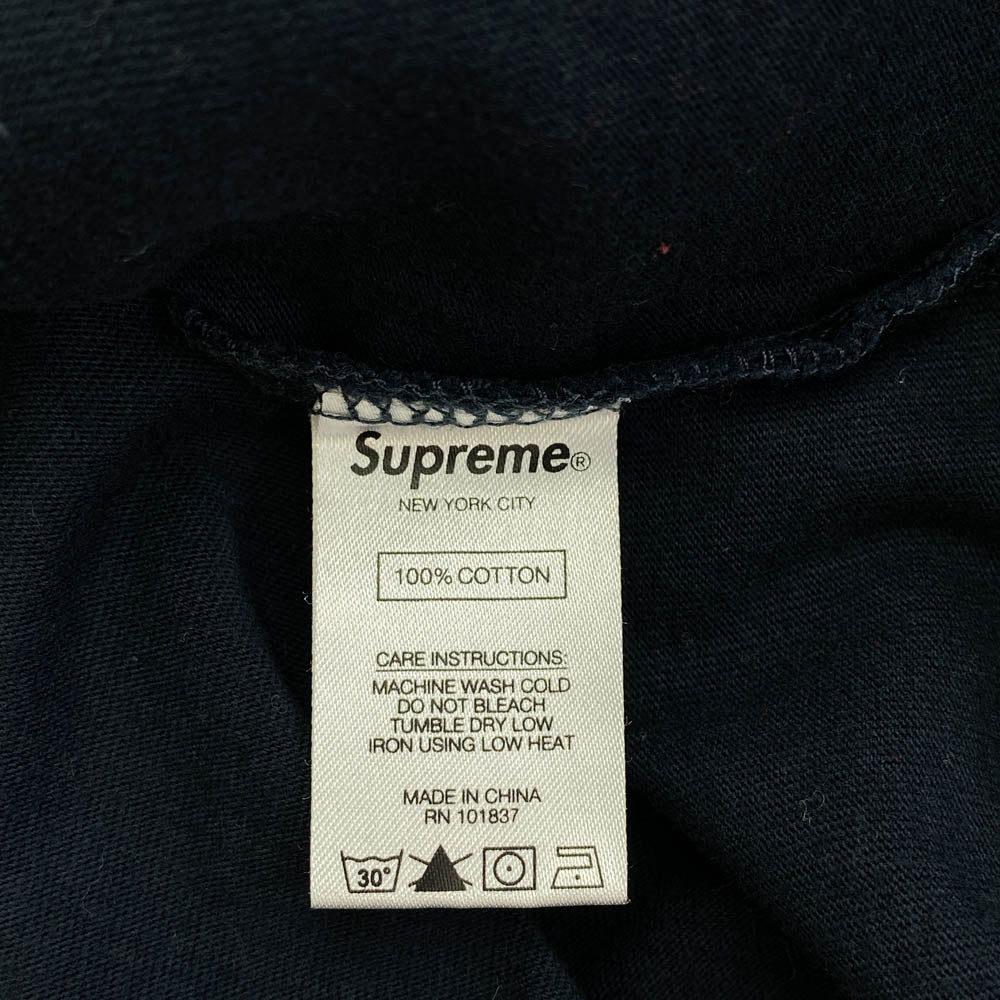 Supreme®
NEW YORK CITY
100% COTTON
CARE INSTRUCTIONS:
MACHINE WASH COLD
DO NOT BLEACH
TUMBLE DRY LOW
IRON USING LOW HEAT
MADE IN CHINA
RN 101837
30°